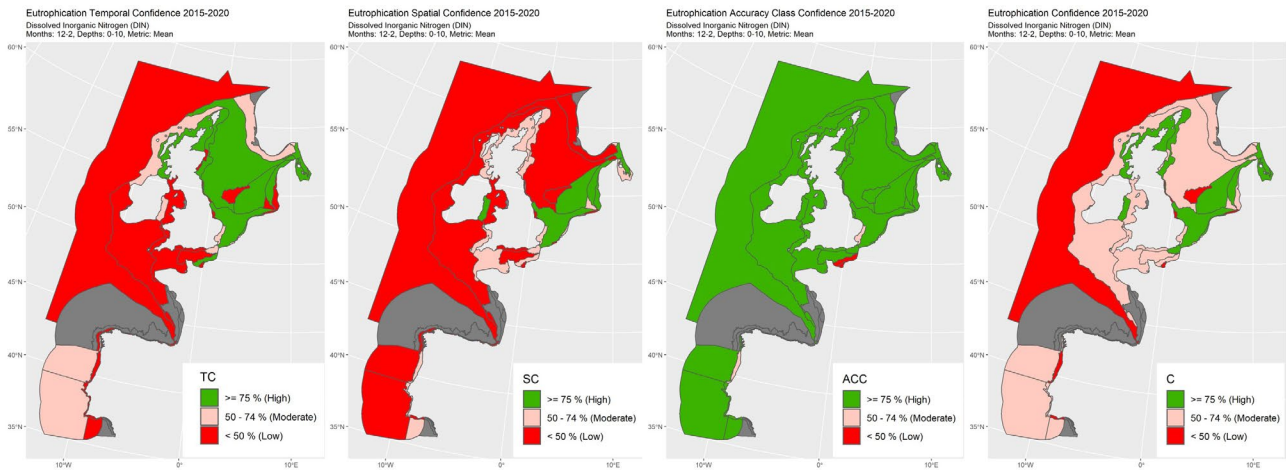 Eutrophication Temporal Confidence 2015-2020
Dissolved Inorganic Nitrogen (DIN)
Months: 12-2, Depths: 0-10, Metric: Mean
60°N
55°N
50°N
45°N
40°N
35°N
10°W
0°
10°E
TC
>= 75 % (High)
50 - 74 % (Moderate)
< 50 % (Low)
Eutrophication Spatial Confidence 2015-2020
Dissolved Inorganic Nitrogen (DIN)
Months: 12-2, Depths: 0-10, Metric: Mean
60°N
55°N
50°N
45°N
40°N
35°N
10°W
0°
10°E
SC
>= 75 % (High)
50 - 74 % (Moderate)
< 50 % (Low)
Eutrophication Accuracy Class Confidence 2015-2020
Dissolved Inorganic Nitrogen (DIN)
Months: 12-2, Depths: 0-10, Metric: Mean
60°N
55°N
50°N
45°N
40°N
35°N
10°W
0°
10°E
ACC
>= 75 % (High)
50 - 74 % (Moderate)
< 50 % (Low)
Eutrophication Confidence 2015-2020
Dissolved Inorganic Nitrogen (DIN)
Months: 12-2, Depths: 0-10, Metric: Mean
60°N
55°N
50°N
45°N
40°N
35°N
10°W
0°
10°E
C
>= 75 % (High)
50 - 74 % (Moderate)
< 50 % (Low)